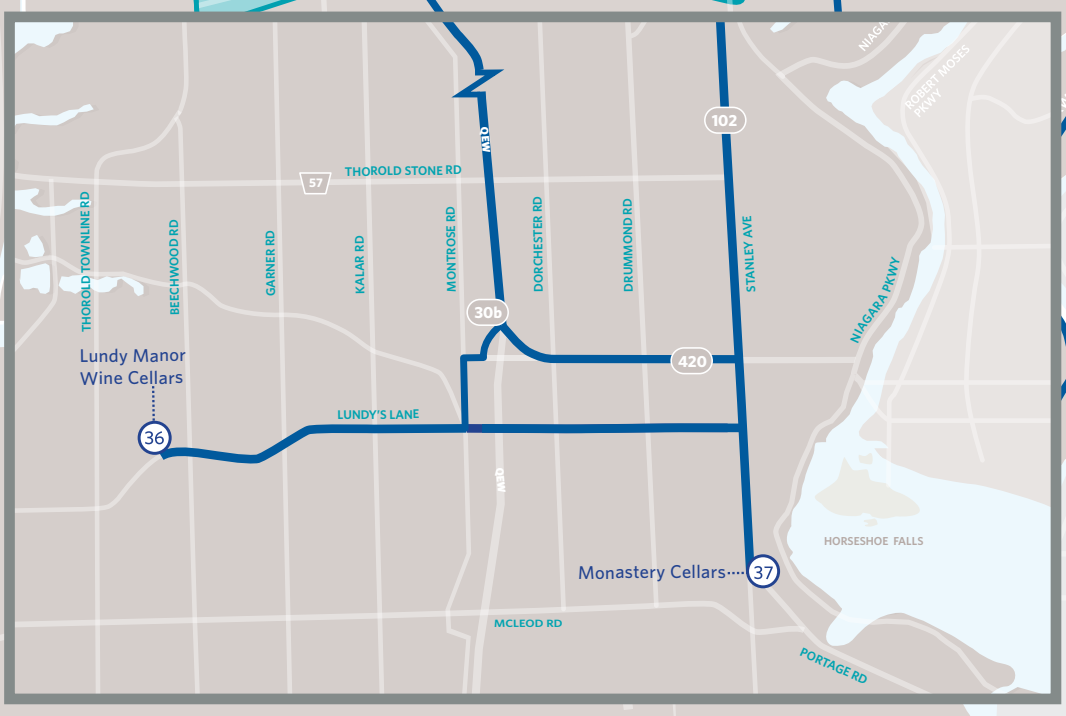 NIAGA
ROBERT MOSES
PKWY
102
QEW
THOROLD STONE RD
57
THOROLD TOWNLINE RD
BEECHWOOD RD
GARNER RD
KALAR RD
MONTROSE RD
DORCHESTER RD
DRUMMOND RD
STANLEY AVE
NIAGARA PKWY
30b
420
Lundy Manor
Wine Cellars
36
LUNDY'S LANE
QEW
HORSESHOE FALLS
Monastery Cellars
37
MCLEOD RD
PORTAGE RD